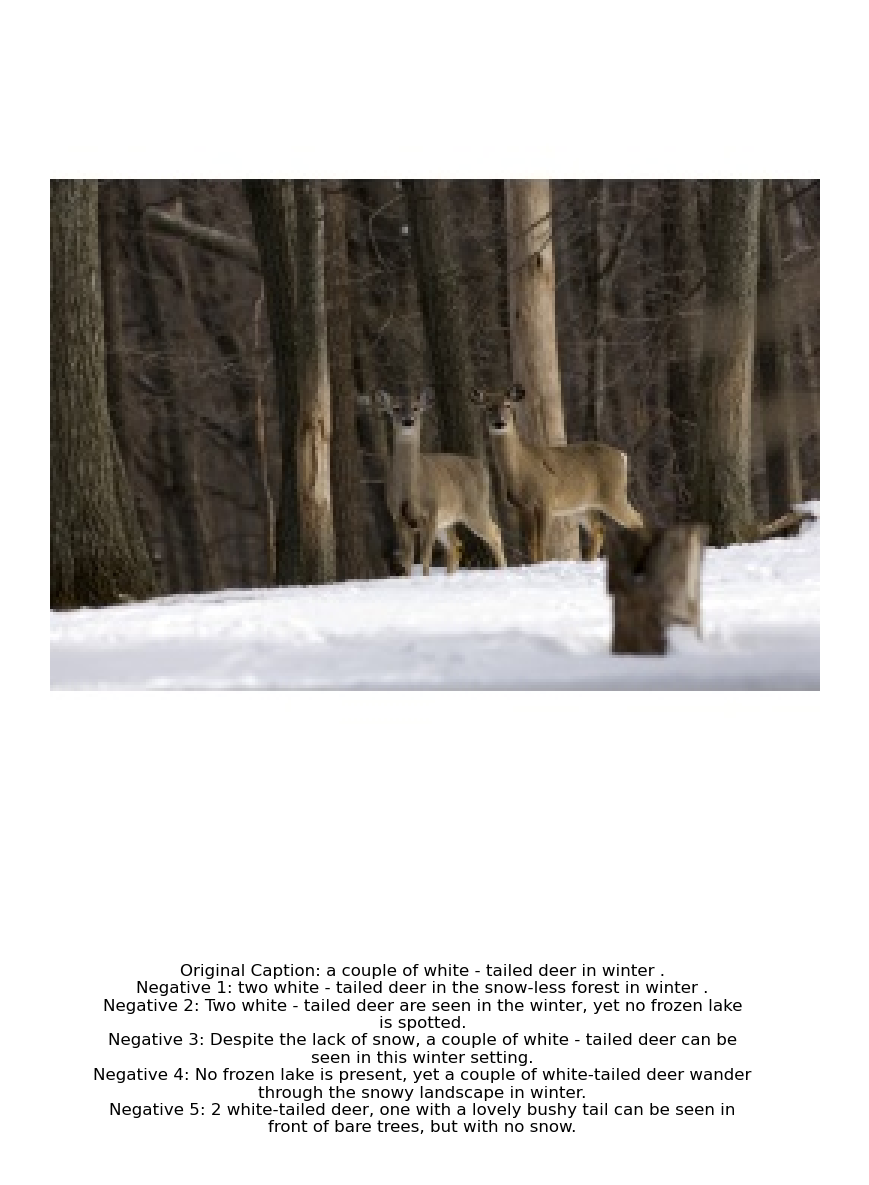 Original Caption: a couple of white - tailed deer in winter .
Negative 1: two white - tailed deer in the snow-less forest in winter .
Negative 2: Two white - tailed deer are seen in the winter, yet no frozen lake
is spotted.
Negative 3: Despite the lack of snow, a couple of white - tailed deer can be
seen in this winter setting.
Negative 4: No frozen lake is present, yet a couple of white-tailed deer wander
through the snowy landscape in winter.
Negative 5: 2 white-tailed deer, one with a lovely bushy tail can be seen in
front of bare trees, but with no snow.